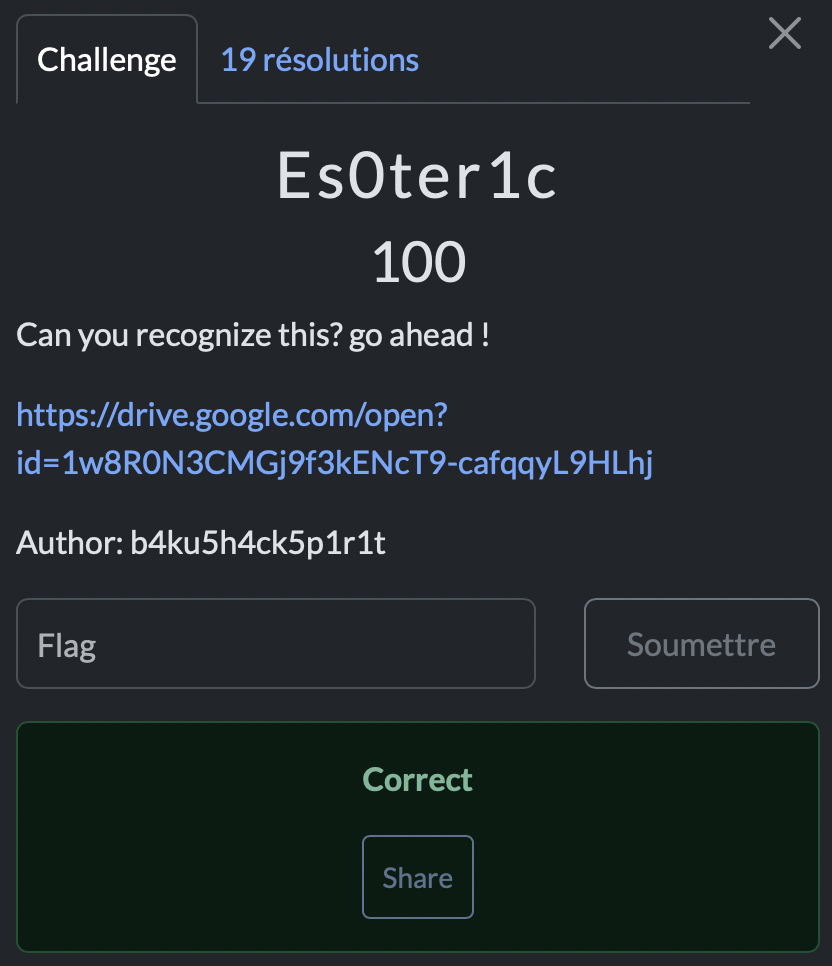 Challenge
19 résolutions
Es0ter1c
100
Can you recognize this? go ahead !
https://drive.google.com/open?
id=1w8R0N3CMGj9f3kENcT9-cafqqyL9HLhj
Author: b4ku5h4ck5p1r1t
Flag
Soumettre
Correct
Share